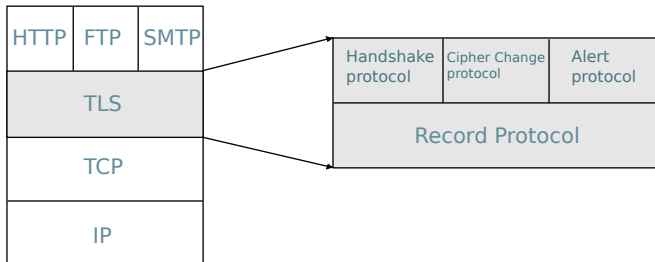 HTTP FTP SMTP
TLS
TCP
IP
Handshake
protocol
Cipher Change
protocol
Alert
protocol
Record Protocol